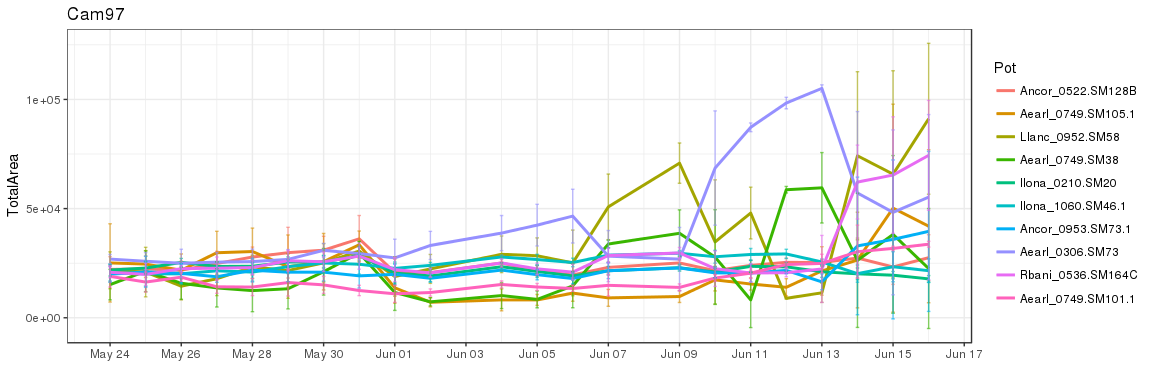 Cam97
TotalArea
1e+05
5e+04
0e+00
May 24 May 26 May 28 May 30 Jun 01 Jun 03 Jun 05 Jun 07 Jun 09 Jun 11 Jun 13 Jun 15 Jun 17
Pot
Ancor_0522.SM128B
Aearl_0749.SM105.1
Llanc_0952.SM58
Aearl_0749.SM38
Ilona_0210.SM20
Ilona_1060.SM46.1
Ancor_0953.SM73.1
Aearl_0306.SM73
Rbani_0536.SM164C
Aearl_0749.SM101.1